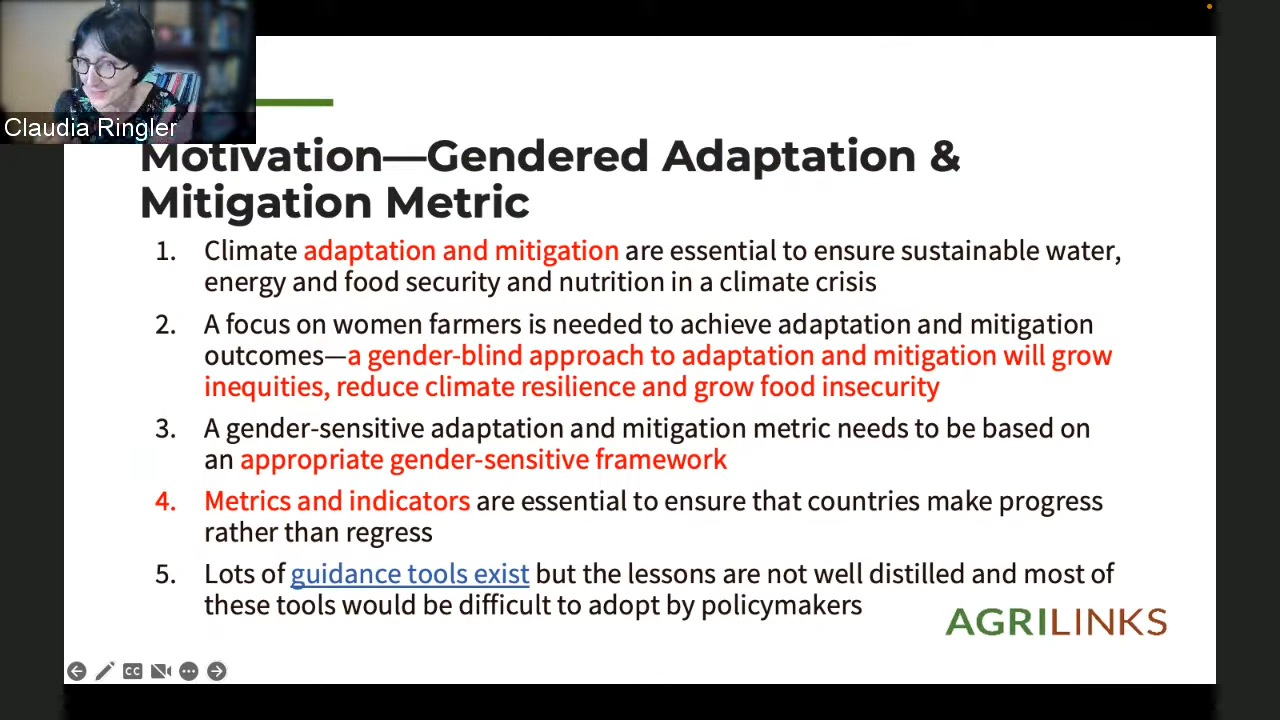 Claudia Ringler
Motivation—Gendered Adaptation &
Mitigation Metric
1. Climate adaptation and mitigation are essential to ensure sustainable water,
energy and food security and nutrition in a climate crisis
2. A focus on women farmers is needed to achieve adaptation and mitigation
outcomes—a gender-blind approach to adaptation and mitigation will grow
inequities, reduce climate resilience and grow food insecurity
3. A gender-sensitive adaptation and mitigation metric needs to be based on
an appropriate gender-sensitive framework
4. Metrics and indicators are essential to ensure that countries make progress
rather than regress
5. Lots of guidance tools exist but the lessons are not well distilled and most of
these tools would be difficult to adopt by policymakers
AGRILINKS
CC